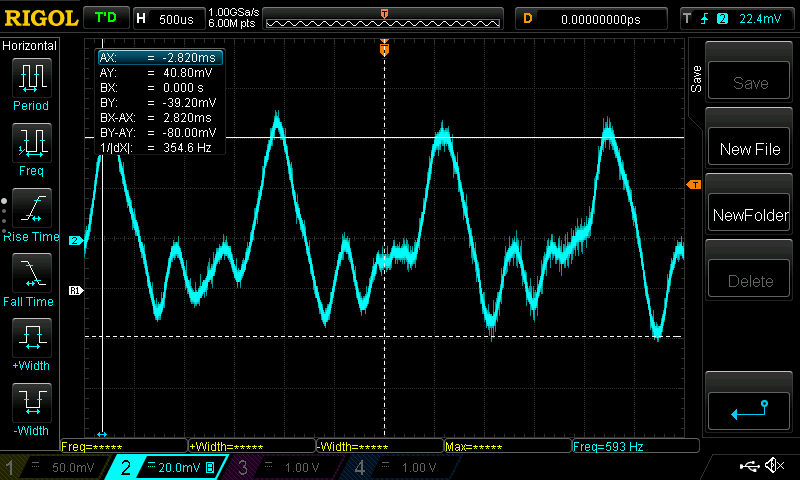 RIGOL T'D H 500us 1.00GSa/s 6.00M pts T D 0.00000000ps T 2 22.4mV
Horizontal
Period
Freq
Rise Time
Fall Time
+Width
-Width
AX: = -2.820ms
AY: = 40.80mV
BX: = 0.000 s
BY: = -39.20mV
BX-AX: = 2.820ms
BY-AY: = -80.00mV
1/|dX|: = 354.6 Hz
T
2
R1
Save
Save
New File
NewFolder
Delete
Freq=***** +Width=***** -Width=***** Max=***** Freq=593 Hz
1 50.0mV 2 20.0mV B 3 1.00 V 4 1.00 V